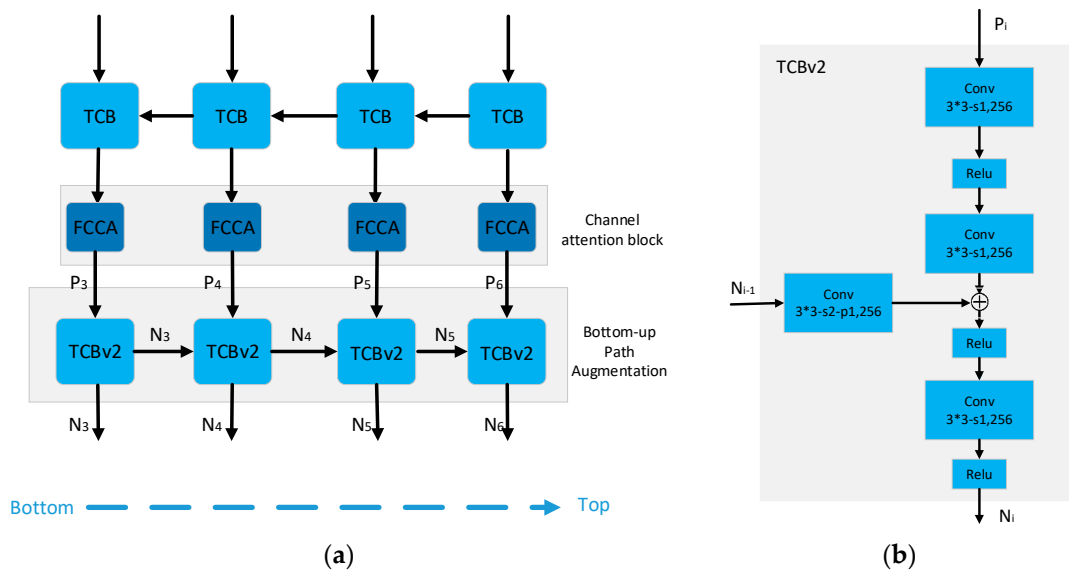 TCB TCB TCB TCB
FCCA FCCA FCCA FCCA
Channel
attention block
P3 P4 P5 P6
TCBv2 N3 TCBv2 N4 TCBv2 N5 TCBv2
Bottom-up
Path
Augmentation
N3 N4 N5 N6
Bottom Top
(a)
Pi
TCBv2
Conv
3*3-s1,256
Relu
Conv
3*3-s1,256
Ni-1
Conv
3*3-s2-p1,256
Relu
Conv
3*3-s1,256
Relu
Ni
(b)